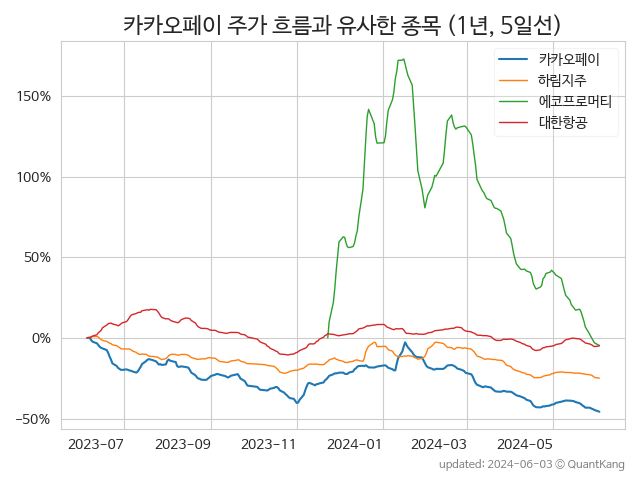 카카오페이 주가 흐름과 유사한 종목 (1년, 5일선)
카카오페이
하림지주
에코프로머티
대한항공
150%
100%
50%
0%
−50%
2023−07
2023−09
2023−11
2024−01
2024−03
2024−05
updated: 2024−06−03 © QuantKang